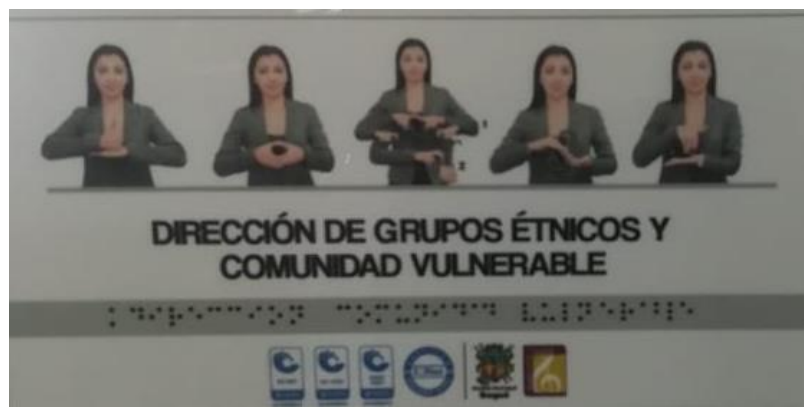 DIRECCIÓN DE GRUPOS ÉTNICOS Y
COMUNIDAD VULNERABLE